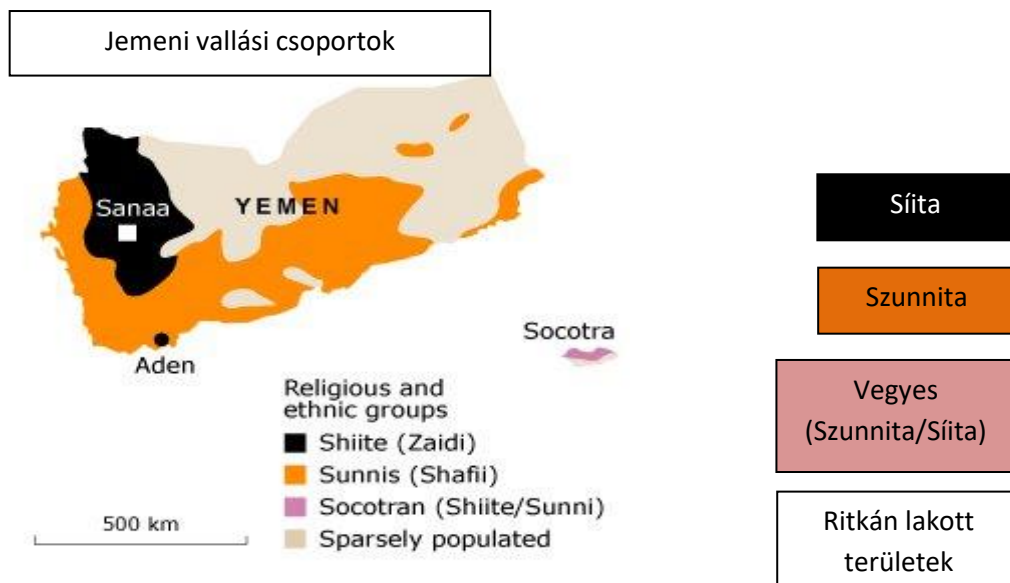 Jemeni vallási csoportok
Sanaa
YEMEN
Aden
Socotra
Religious and
ethnic groups
Shiite (Zaidi)
Sunnis (Shafii)
Socotran (Shiite/Sunni)
Sparsely populated
500 km
Síita
Szunnita
Vegyes
(Szunnita/Síita)
Ritkán lakott
területek